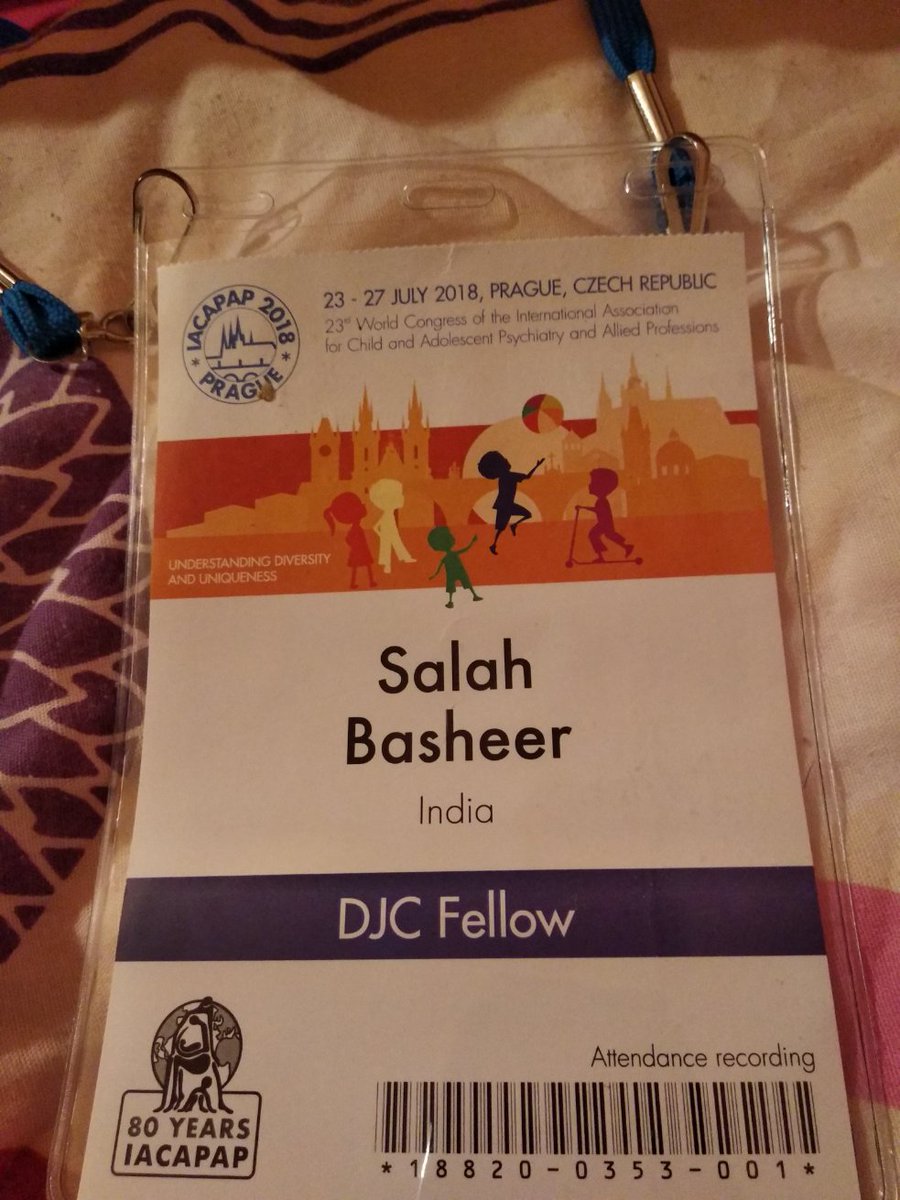 IACAPAP 2018
PRAGUE
23 - 27 JULY 2018, PRAGUE, CZECH REPUBLIC
23rd World Congress of the International Association
for Child and Adolescent Psychiatry and Allied Professions
UNDERSTANDING DIVERSITY
AND UNIQUENESS
Salah
Basheer
India
DJC Fellow
Attendance recording
80 YEARS
IACAPAP
*18820-0353-001*